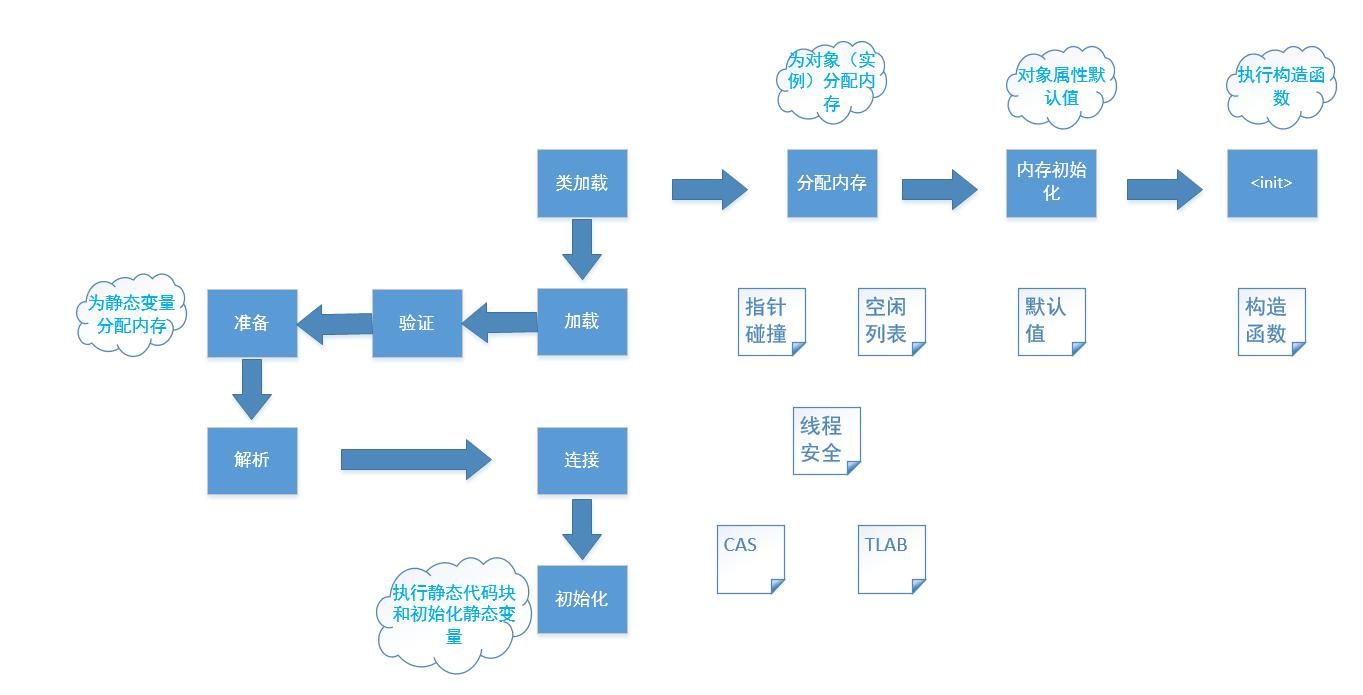 为对象（实
例）分配内
存
对象属性默
认值
执行构造函
数
类加载
分配内存
内存初始
化
<init>
为静态变量
分配内存
准备
验证
加载
指针
碰撞
空闲
列表
默认
值
构造
函数
线程
安全
解析
连接
CAS
TLAB
执行静态代码块
和初始化静态变
量
初始化